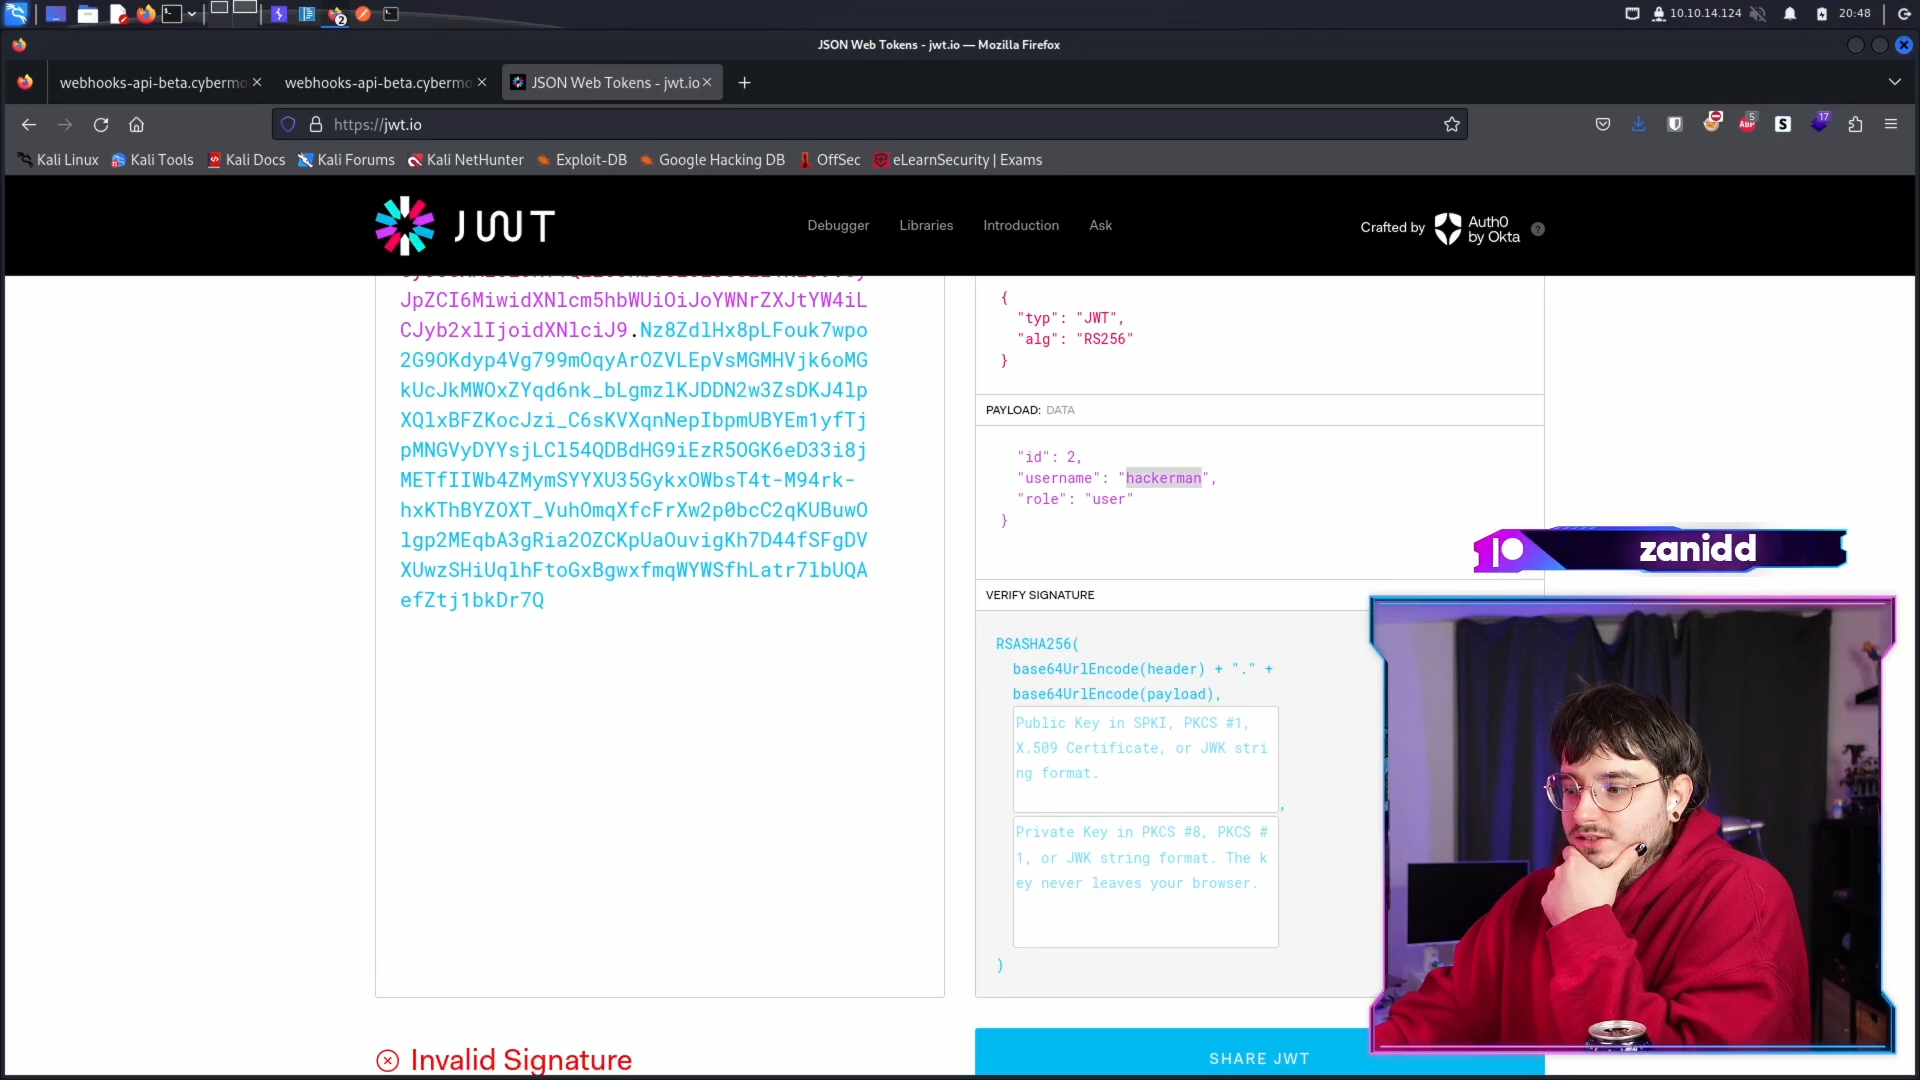 10.10.14.124
20:48
JSON Web Tokens - jwt.io — Mozilla Firefox
webhooks-api-beta.cybermo
webhooks-api-beta.cybermo
JSON Web Tokens - jwt.io
https://jwt.io
Kali Linux
Kali Tools
Kali Docs
Kali Forums
Kali NetHunter
Exploit-DB
Google Hacking DB
OffSec
eLearnSecurity | Exams
JWT
Debugger
Libraries
Introduction
Ask
Crafted by
Auth0
by Okta
JpZCI6MiwidXNlcm5hbWUiOiJoYWNrZXJtYW4iL
CJyb2xlIjoidXNlciJ9.Nz8ZdlHx8pLFouk7wpo
2G9OKdyp4Vg799mOqyArOZVLEpVsMGMHVjk6oMG
kUcJkMWOxZYqd6nk_bLgmzlKJDDN2w3ZsDKJ4lp
XQlxBFZKocJzi_C6sKVXqnNepIbpmUBYEm1yfTj
pMNGVyDYYsjLCl54QDBdHG9iEzR5OGK6eD33i8j
METfIIWb4ZMymSYYXU35GykxOWbsT4t-M94rk-
hxKThBYZOXT_VuhOmqXfcFrXw2p0bcC2qKUBuwO
lgp2MEqbA3gRia2OZCKpUaOuvigKh7D44fSFgDV
XUwzSHiUqlhFtoGxBgwxfmqWYWSfhLatr7lbUQA
efZtj1bkDr7Q
{
"typ": "JWT",
"alg": "RS256"
}
PAYLOAD: DATA
"id": 2,
"username": "hackerman",
"role": "user"
}
VERIFY SIGNATURE
RSASHA256(
base64UrlEncode(header) + "." +
base64UrlEncode(payload),
Public Key in SPKI, PKCS #1,
X.509 Certificate, or JWK stri
ng format.
,
Private Key in PKCS #8, PKCS #
1, or JWK string format. The k
ey never leaves your browser.
)
Invalid Signature
SHARE JWT
zanidd